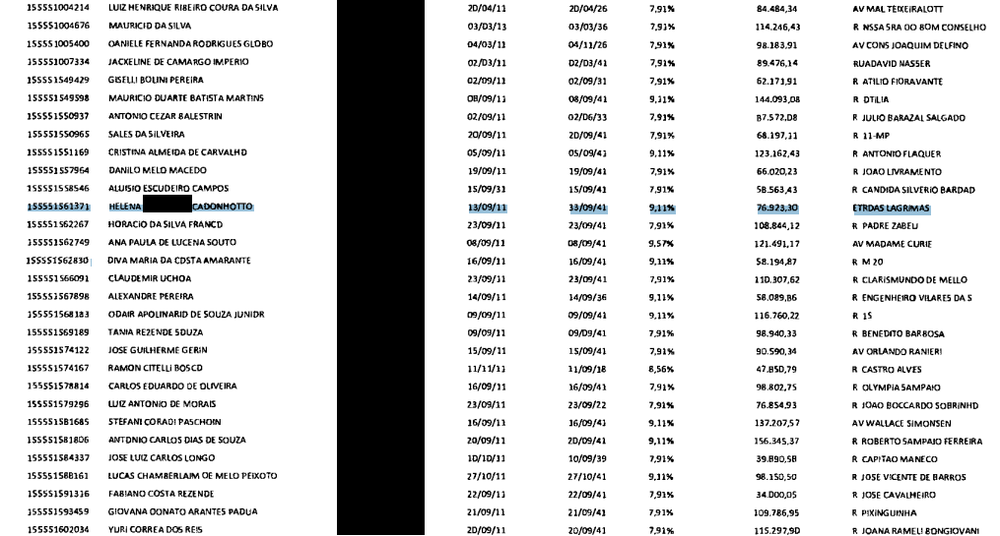 155551004214 LUIZ HENRIQUE RIBEIRO COURA DA SILVA 20/04/11 20/04/26 7,91% 84.484,34 AV MAL TEIXEIRALOTT
155551004676 MAURICIO DA SILVA 03/03/13 03/03/36 7,91% 114.246,43 R NSSA SRA DO BOM CONSELHO
155551005400 DANIELE FERNANDA RODRIGUES GLOBO 04/03/11 04/11/26 7,91% 98.183,91 AV CONS JOAQUIM DELFINO
155551007334 JACKELINE DE CAMARGO IMPERIO 02/03/11 02/03/41 7,91% 89.476,14 RUADAVID NASSER
155551549429 GISELLI BOLINI PEREIRA 02/09/11 02/09/31 7,91% 62.171,91 R ATILIO FIORAVANTE
155551549598 MAURICIO DUARTE BATISTA MARTINS 08/09/11 08/09/41 9,11% 144.093,08 R OTILIA
155551550937 ANTONIO CEZAR BALESTRIN 02/09/11 02/06/33 7,91% 87.572,08 R JULIO BARAZAL SALGADO
155551550965 SALES DA SILVEIRA 20/09/11 20/09/41 7,91% 68.197,11 R 11-MP
155551551169 CRISTINA ALMEIDA DE CARVALHO 05/09/11 05/09/41 9,11% 123.162,43 R ANTONIO FLAQUER
155551557964 DANILO MELO MACEDO 19/09/11 19/09/41 7,91% 66.020,23 R JOAO LIVRAMENTO
155551558546 ALUISIO ESCUDEIRO CAMPOS 15/09/31 15/09/41 7,91% 58.563,43 R CANDIDA SILVERIO BARDAD
155551561371 HELENA CADONHOTTO 13/09/11 13/09/41 9,11% 76.923,30 ETRDAS LAGRIMAS
155551562267 HORACIO DA SILVA FRANCO 23/09/11 23/09/41 7,91% 108.844,12 R PADRE ZABEU
155551562749 ANA PAULA DE LUCENA SOUTO 08/09/11 08/09/41 9,57% 121.491,17 AV MADAME CURIE
155551562830 DIVA MARIA DA COSTA AMARANTE 16/09/11 16/09/41 9,11% 58.194,87 R M 20
155551566091 CLAUDEMIR UCHOA 23/09/11 23/09/41 7,91% 110.307,62 R CLARISMUNDO DE MELLO
155551567898 ALEXANDRE PEREIRA 14/09/11 14/09/36 9,11% 58.089,86 R ENGENHEIRO VILARES DA S
155551568183 ODAIR APOLINARIO DE SOUZA JUNIOR 09/09/11 09/09/41 9,11% 116.760,22 R 15
155551569189 TANIA REZENDE SOUZA 09/09/11 09/09/41 7,91% 98.940,33 R BENEDITO BARBOSA
155551574122 JOSE GUILHERME GERIN 15/09/11 15/09/41 7,91% 90.590,34 AV ORLANDO RANIERI
155551574167 RAMON CITELLI BOSCO 11/11/11 11/09/18 8,56% 47.850,79 R CASTRO ALVES
155551578814 CARLOS EDUARDO DE OLIVEIRA 16/09/11 16/09/41 7,91% 98.802,75 R OLYMPIA SAMPAIO
155551579296 LUIZ ANTONIO DE MORAIS 23/09/11 23/09/22 7,91% 76.854,93 R JOAO BOCCARDO SOBRINHO
155551581685 STEFANI CORADI PASCHOIN 16/09/11 16/09/41 9,11% 137.207,57 AV WALLACE SIMONSEN
155551581806 ANTONIO CARLOS DIAS DE SOUZA 20/09/11 20/09/41 9,11% 156.345,37 R ROBERTO SAMPAIO FERREIRA
155551584337 JOSE LUIZ CARLOS LONGO 10/10/11 10/09/39 7,91% 39.890,58 R CAPITAO MANECO
155551588161 LUCAS CHAMBERLAIM DE MELO PEIXOTO 27/10/11 27/10/41 9,11% 98.150,50 R JOSE VICENTE DE BARROS
155551591316 FABIANO COSTA REZENDE 22/09/11 22/09/41 7,91% 34.000,05 R JOSE CAVALHEIRO
155551593459 GIOVANA DONATO ARANTES PADUA 21/09/11 21/09/41 7,91% 109.786,95 R PIXINGUINHA
155551602034 YURI CORREA DOS REIS 20/09/11 20/09/41 7,91% 115.297,90 R JOANA RAMELI BONGIOVANI